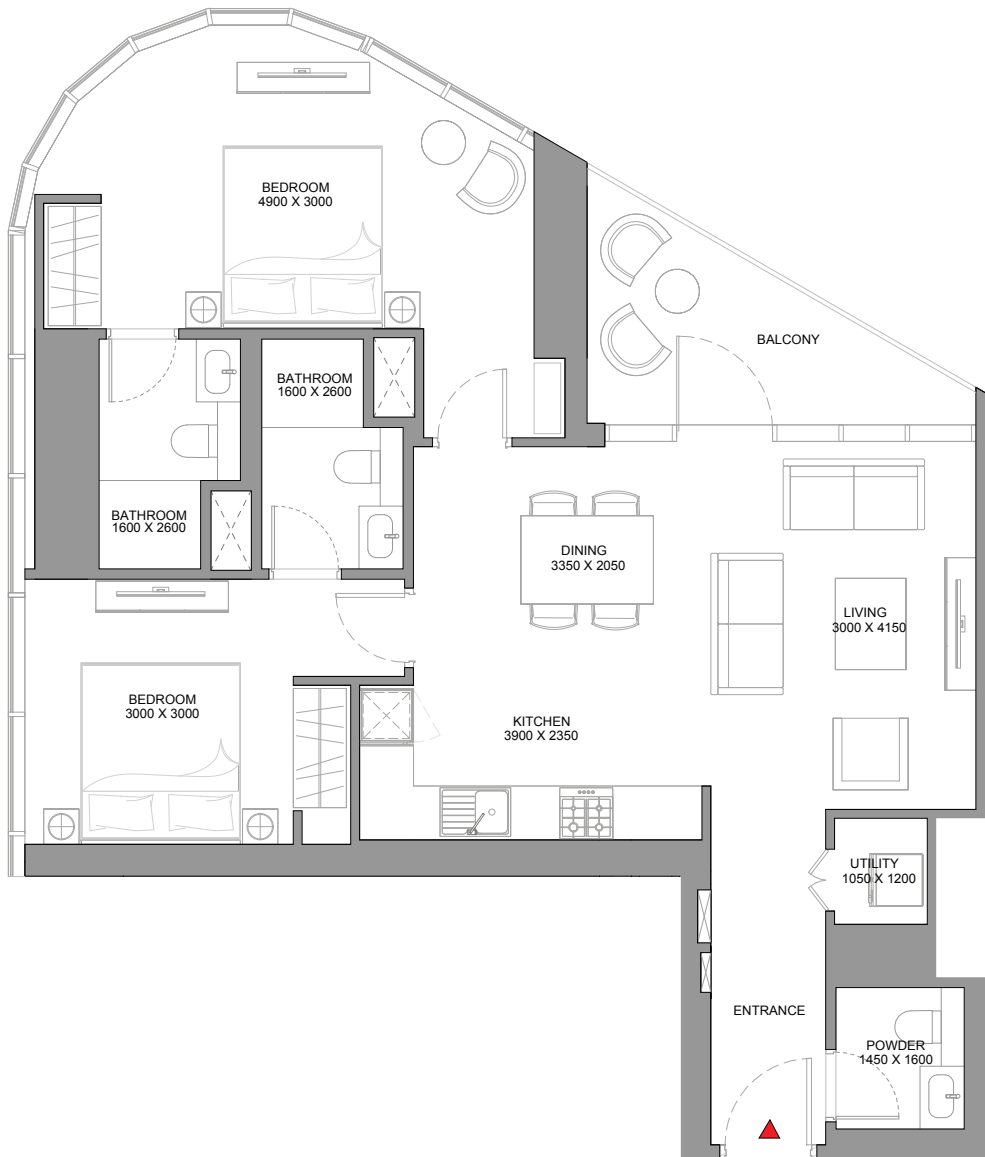 BEDROOM
4900 X 3000
BALCONY
BATHROOM
1600 X 2600
BATHROOM
1600 X 2600
DINING
3350 X 2050
LIVING
3000 X 4150
BEDROOM
3000 X 3000
KITCHEN
3900 X 2350
UTILITY
1050 X 1200
ENTRANCE
POWDER
1450 X 1600